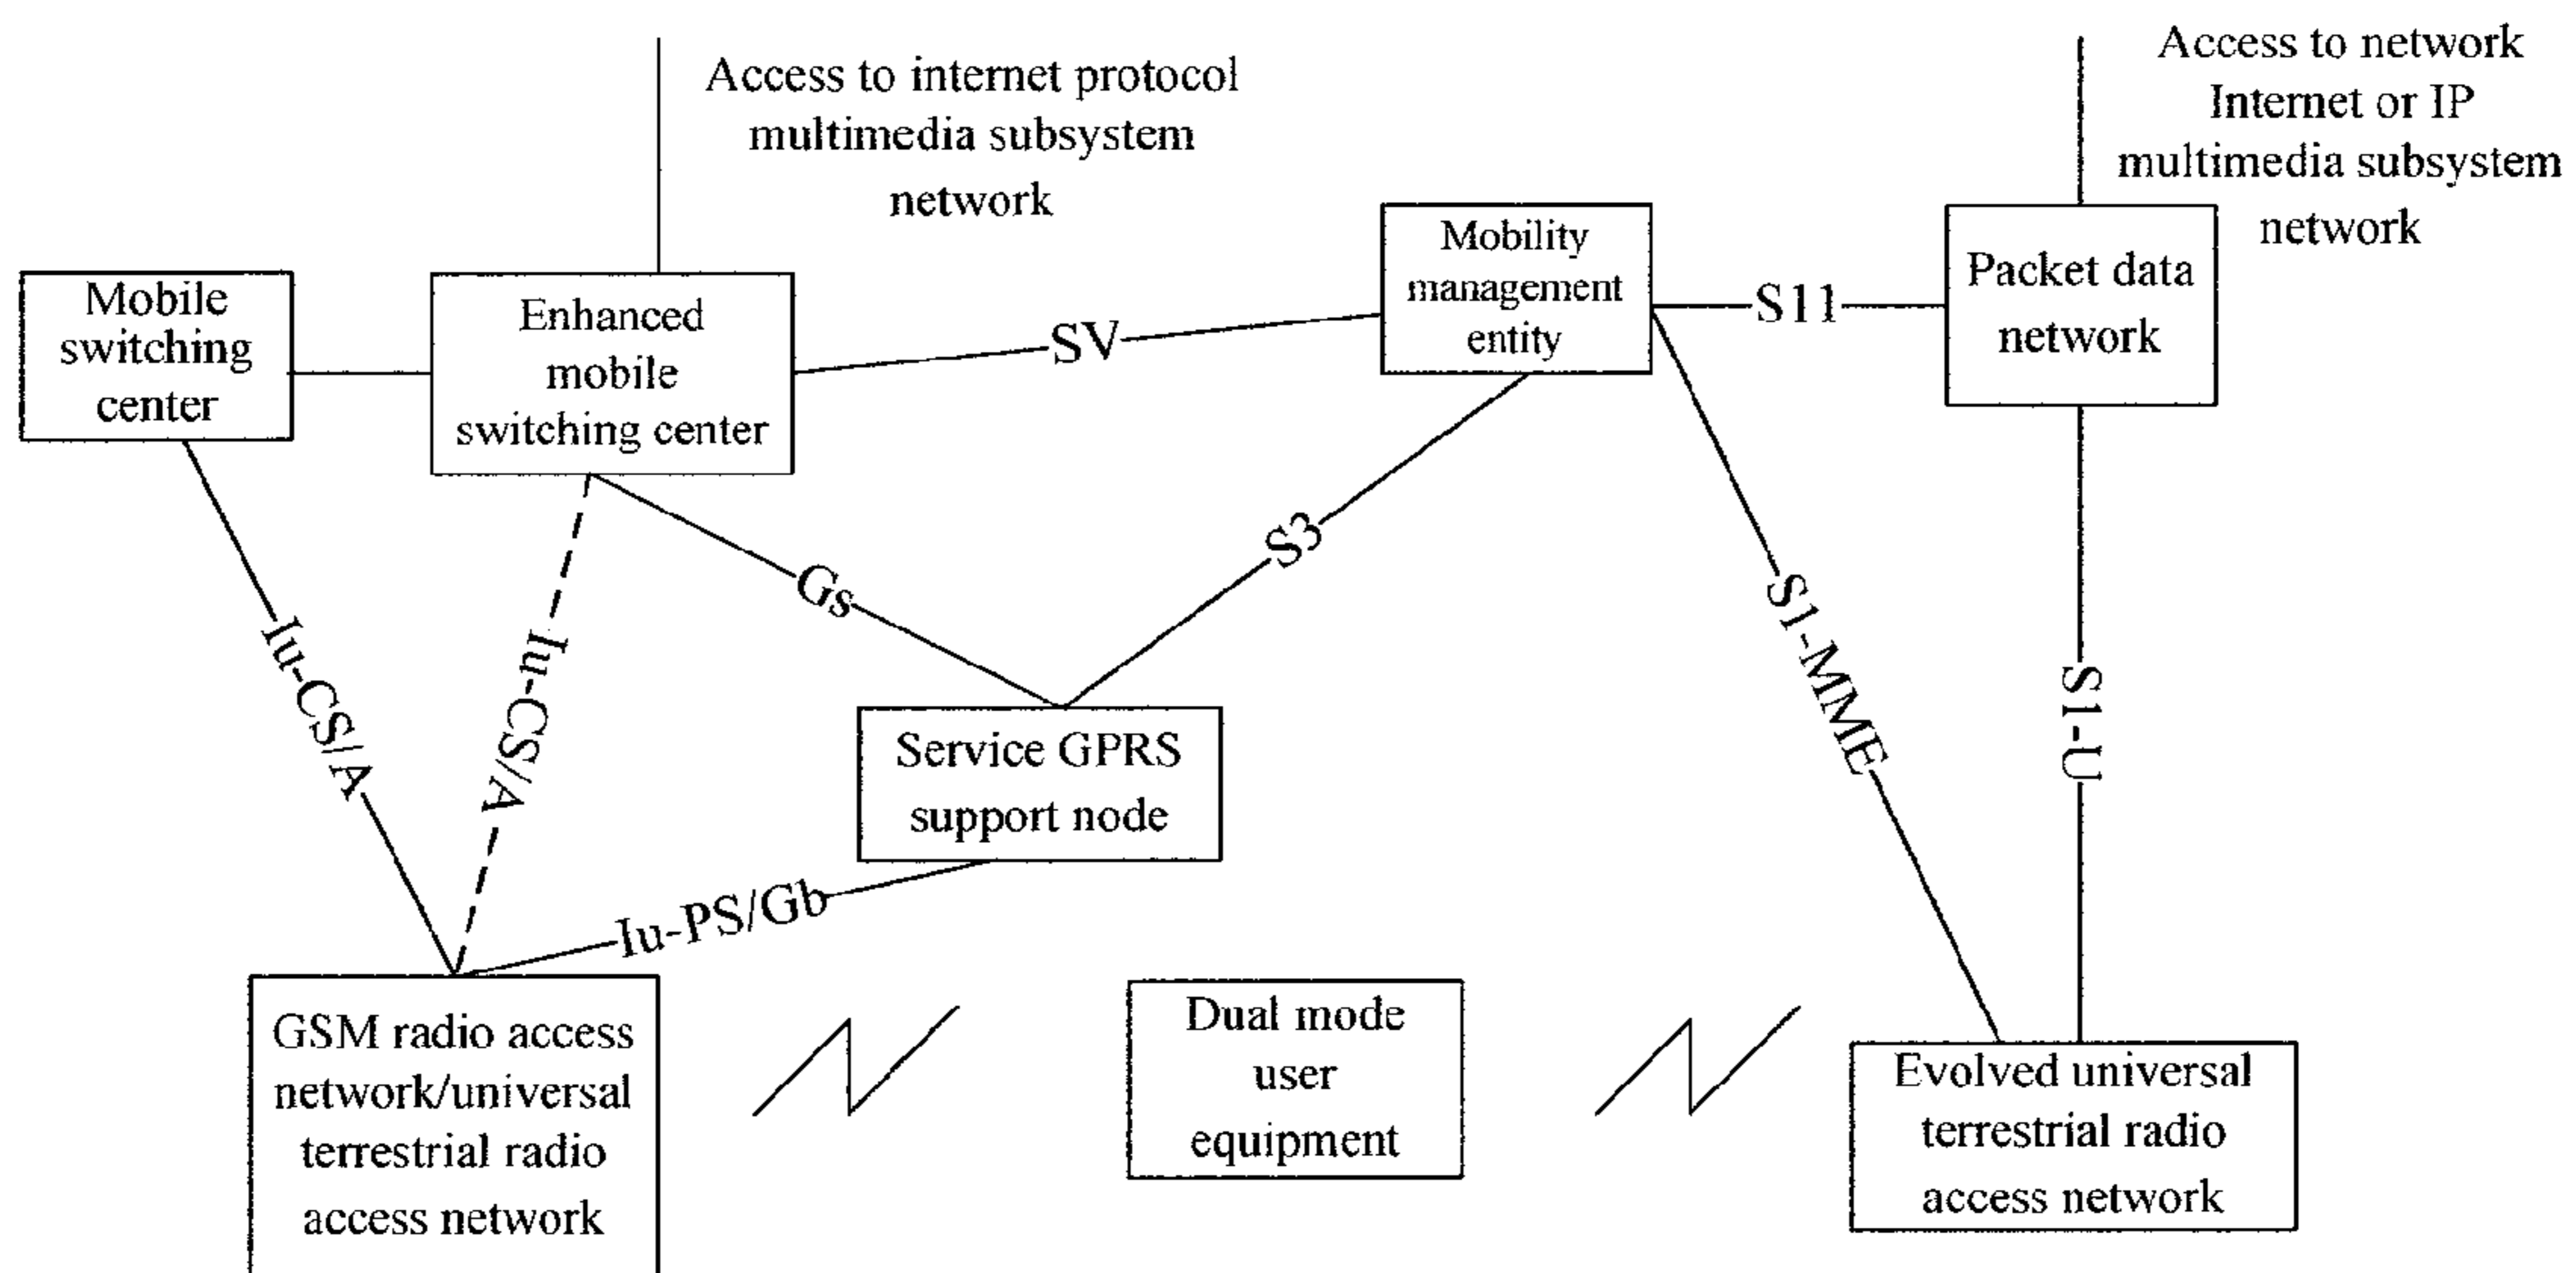 Access to internet protocol
multimedia subsystem
network
Access to network
Internet or IP
multimedia subsystem
network
Mobile
switching
center
Enhanced
mobile
switching center
SV
Mobility
management
entity
S11
Packet data
network
Iu-CS/A
Iu-CS/A
Gs
S3
S1-MME
S1-U
Service GPRS
support node
Iu-PS/Gb
GSM radio access
network/universal
terrestrial radio
access network
Dual mode
user
equipment
Evolved universal
terrestrial radio
access network